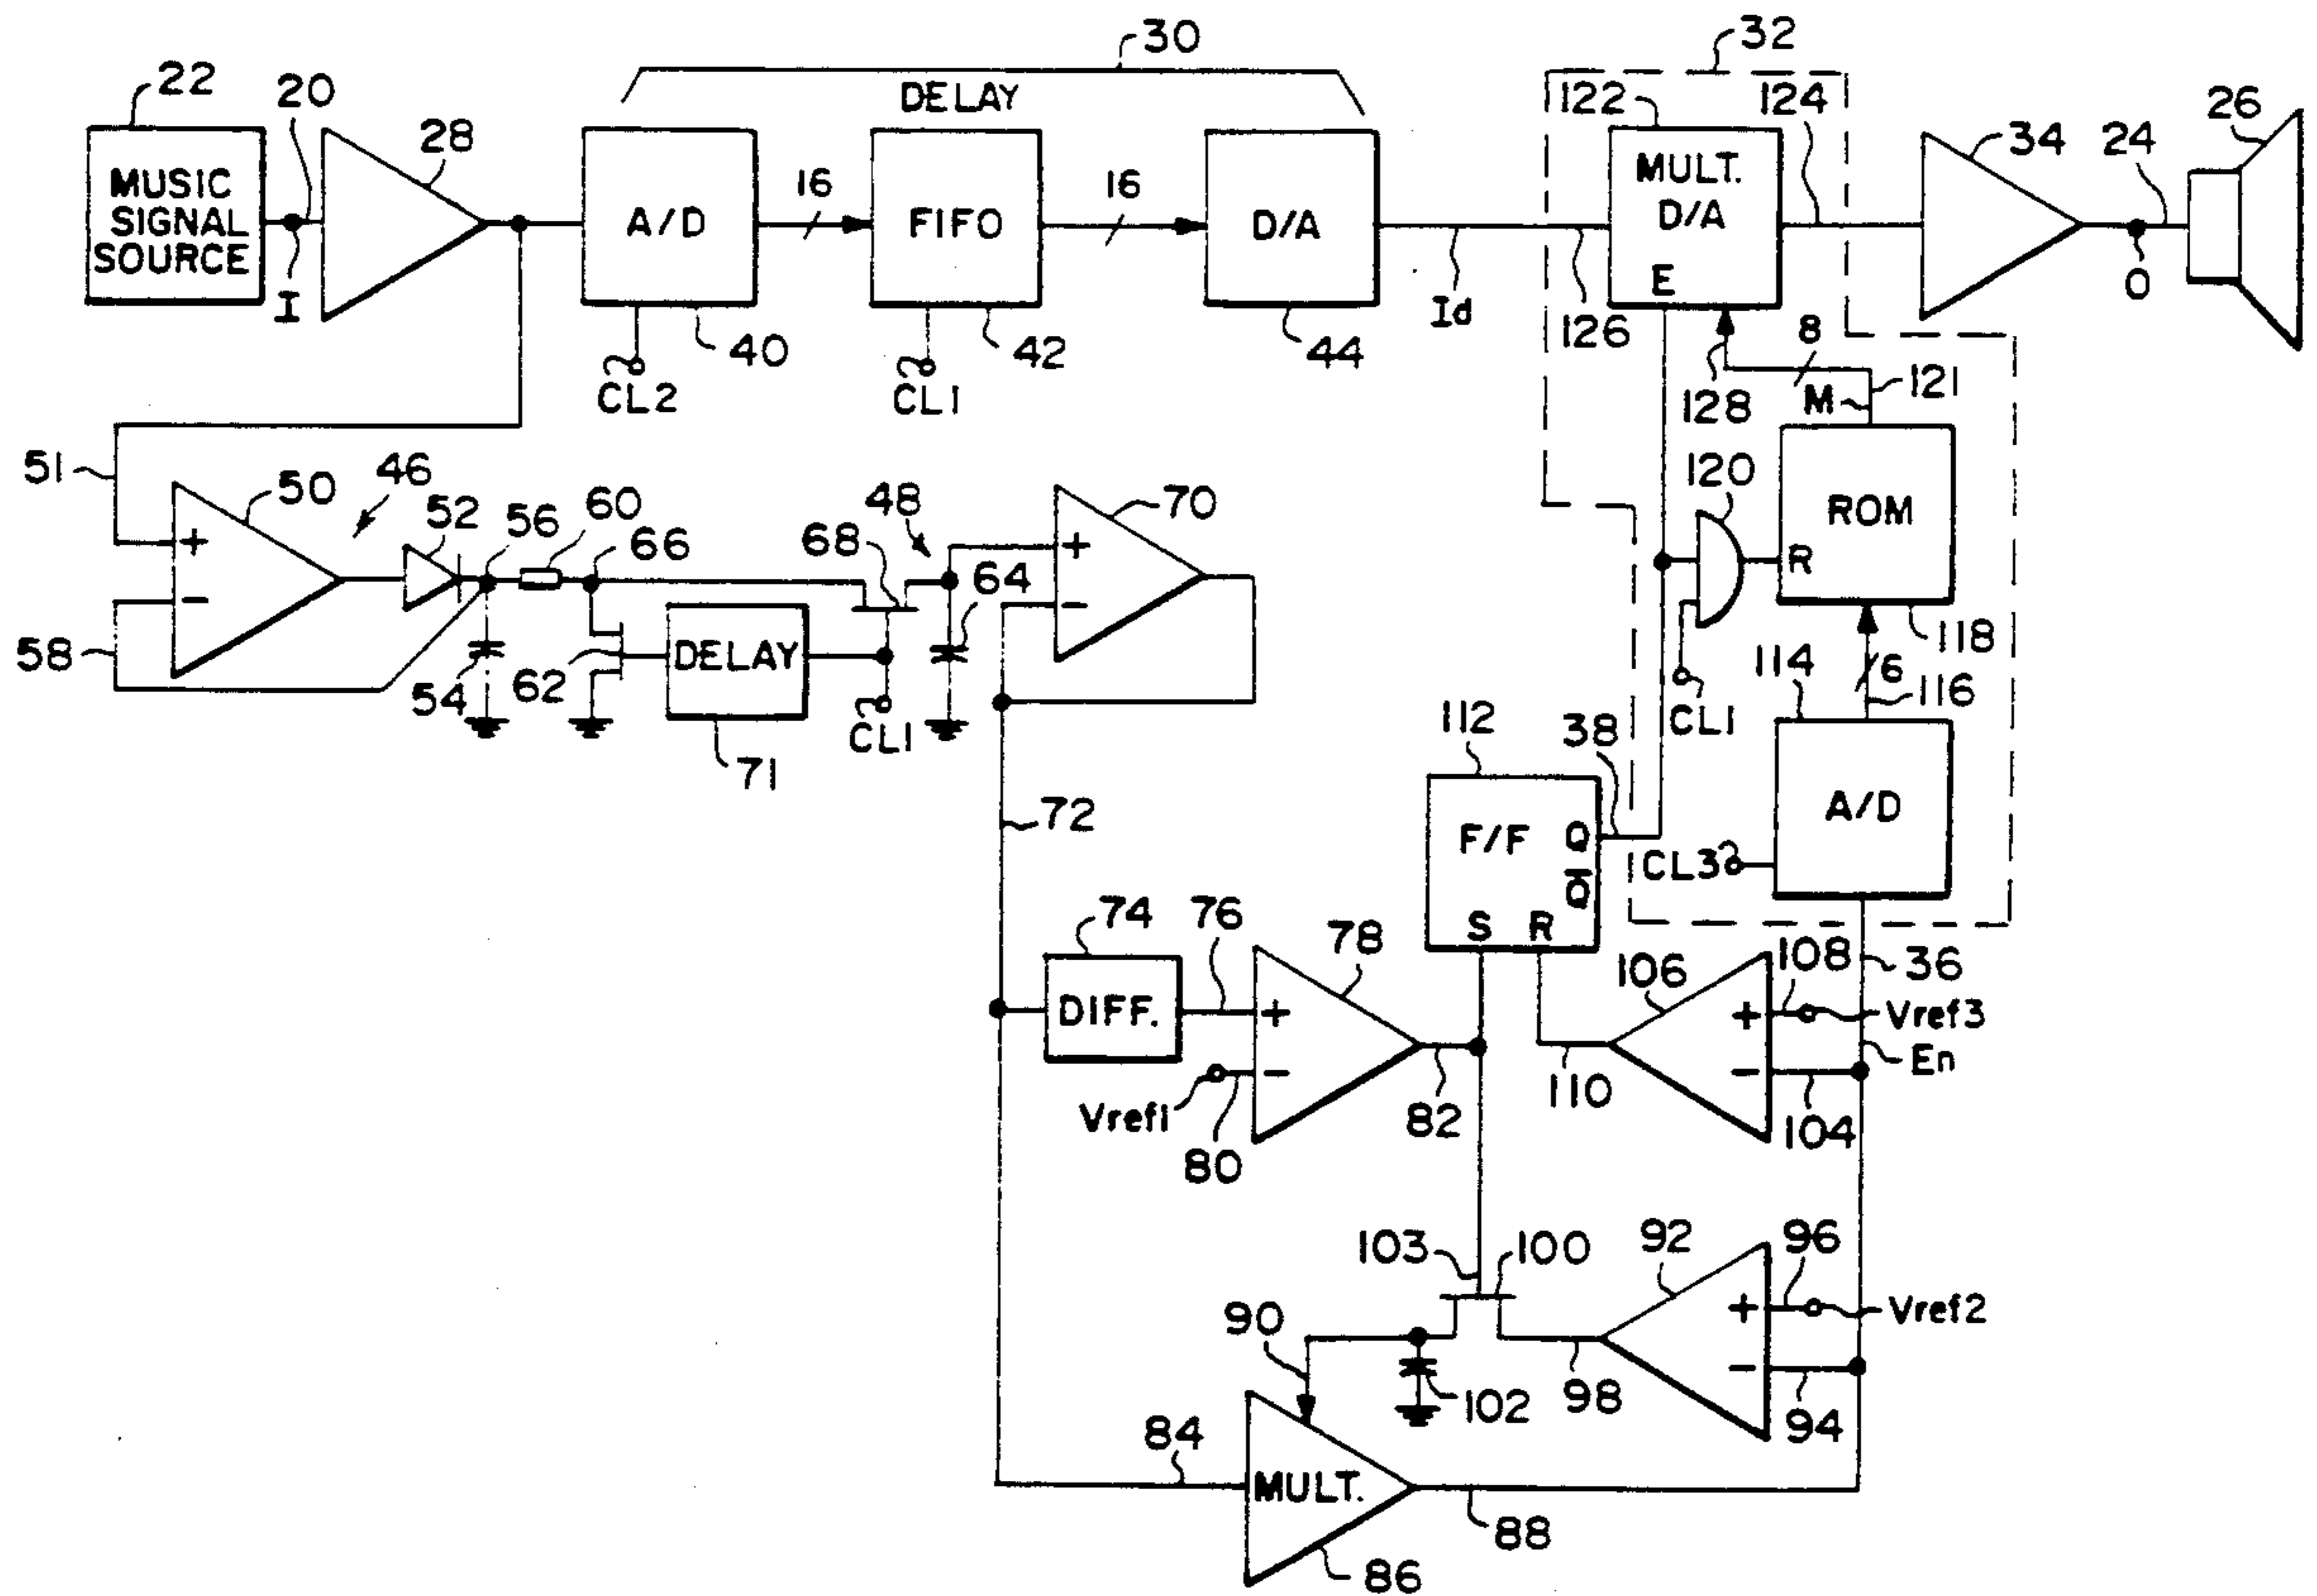 30
32
22
20
DELAY
122
124
26
28
34
24
MUSIC
SIGNAL
SOURCE
A/D
16
FIFO
16
D/A
MULT.
D/A
E
I
40
42
44
Id
126
O
CL2
CL1
8
128
M
121
51
46
50
52
56
60
48
70
120
ROM
R
+
−
66
68
64
+
−
58
54
62
DELAY
71
CL1
118
6
114
116
CL1
112
38
72
F/F
Q
Q̅
S
R
A/D
CL3
74
76
78
106
108
36
DIFF.
+
−
+
−
Vref3
En
Vref1
80
82
110
104
103
100
92
96
90
+
−
Vref2
102
98
94
84
MULT.
88
86